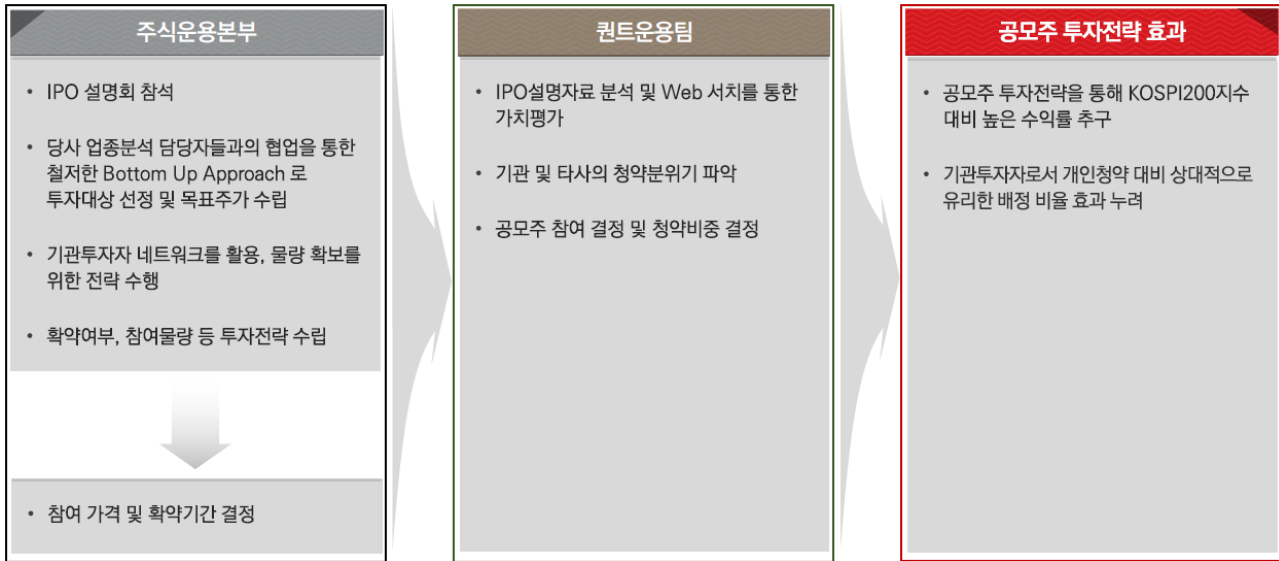 주식운용본부
• IPO 설명회 참석
• 당사 업종분석 담당자들과의 협업을 통한
철저한 Bottom Up Approach 로
투자대상 선정 및 목표주가 수립
• 기관투자자 네트워크를 활용, 물량 확보를
위한 전략 수행
• 확약여부, 참여물량 등 투자전략 수립
• 참여 가격 및 확약기간 결정
퀀트운용팀
• IPO설명자료 분석 및 Web 서치를 통한
가치평가
• 기관 및 타사의 청약분위기 파악
• 공모주 참여 결정 및 청약비중 결정
공모주 투자전략 효과
• 공모주 투자전략을 통해 KOSPI200지수
대비 높은 수익률 추구
• 기관투자자로서 개인청약 대비 상대적으로
유리한 배정 비율 효과 누려